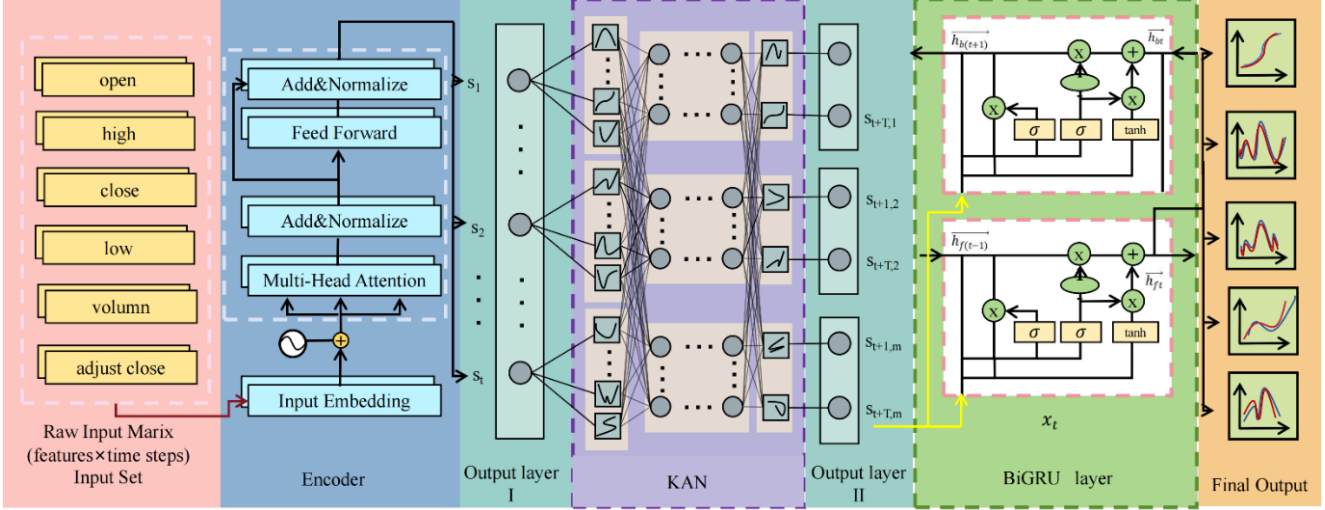 open
high
close
low
volumn
adjust close
Raw Input Marix
(features×time steps)
Input Set
Add&Normalize
Feed Forward
Add&Normalize
Multi-Head Attention
+
Input Embedding
Encoder
s1
s2
st
Output layer
I
KAN
st+T,1
st+1,2
st+T,2
st+1,m
st+T,m
Output layer
II
hb(t+1)
hbt
x
+
x
x
σ
σ
tanh
hf(t−1)
x
+
hft
x
x
σ
σ
tanh
xt
BiGRU layer
Final Output